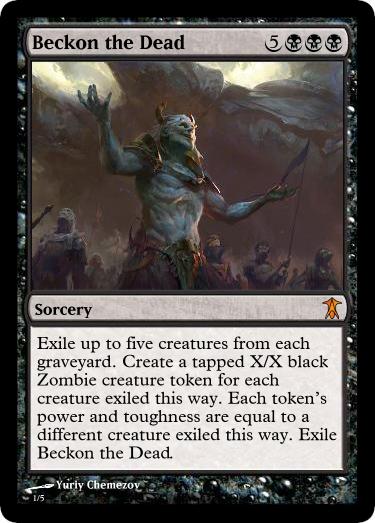 Beckon the Dead 5
Sorcery
Exile up to five creatures from each
graveyard. Create a tapped X/X black
Zombie creature token for each
creature exiled this way. Each token's
power and toughness are equal to a
different creature exiled this way. Exile
Beckon the Dead.
Yuriy Chemezov
1/5